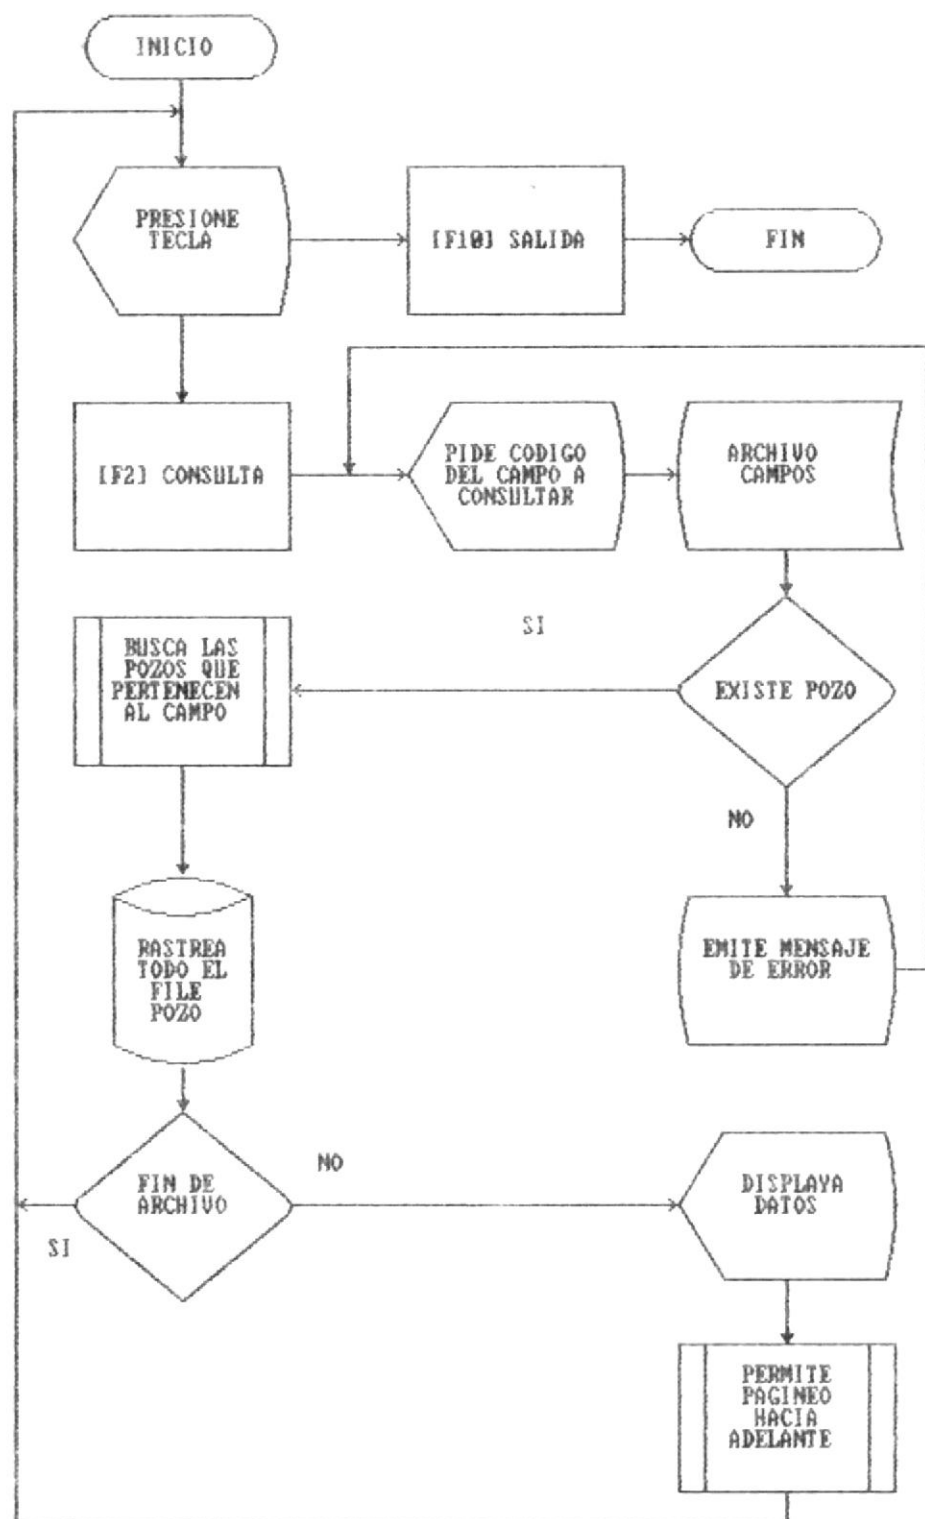 INICIO
PRESIONE
TECLA
[F10] SALIDA
FIN
[F2] CONSULTA
PIDE CODIGO
DEL CAMPO A
CONSULTAR
ARCHIVO
CAMPOS
SI
BUSCA LAS
POZOS QUE
PERTENECEN
AL CAMPO
EXISTE POZO
NO
RASTREA
TODO EL
FILE
POZO
EMITE MENSAJE
DE ERROR
FIN DE
ARCHIVO
NO
SI
DISPLAYA
DATOS
PERMITE
PAGINEO
HACIA
ADELANTE